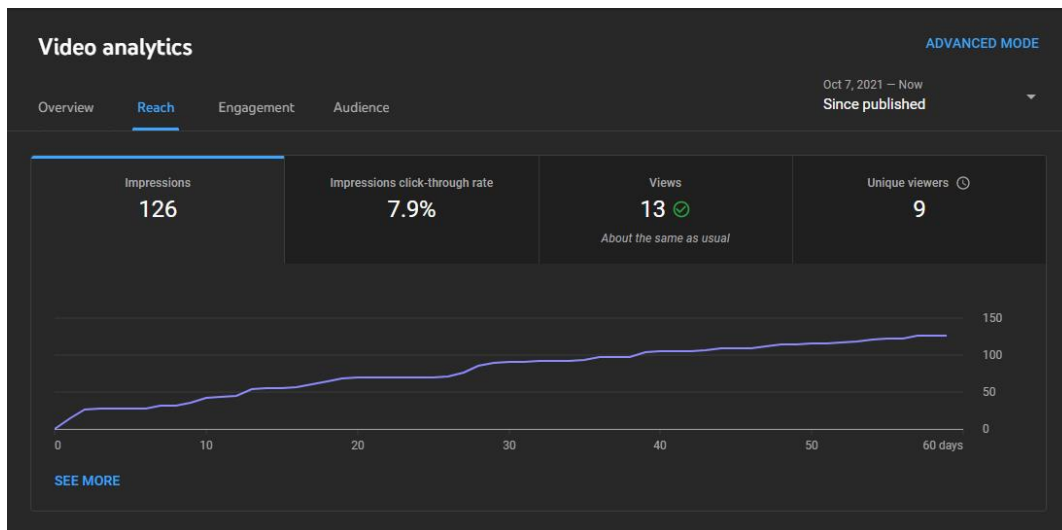 Video analytics
ADVANCED MODE
Overview Reach Engagement Audience
Oct 7, 2021 — Now
Since published
Impressions
126
Impressions click-through rate
7.9%
Views
13
About the same as usual
Unique viewers
9
150
100
50
0
0 10 20 30 40 50 60 days
SEE MORE